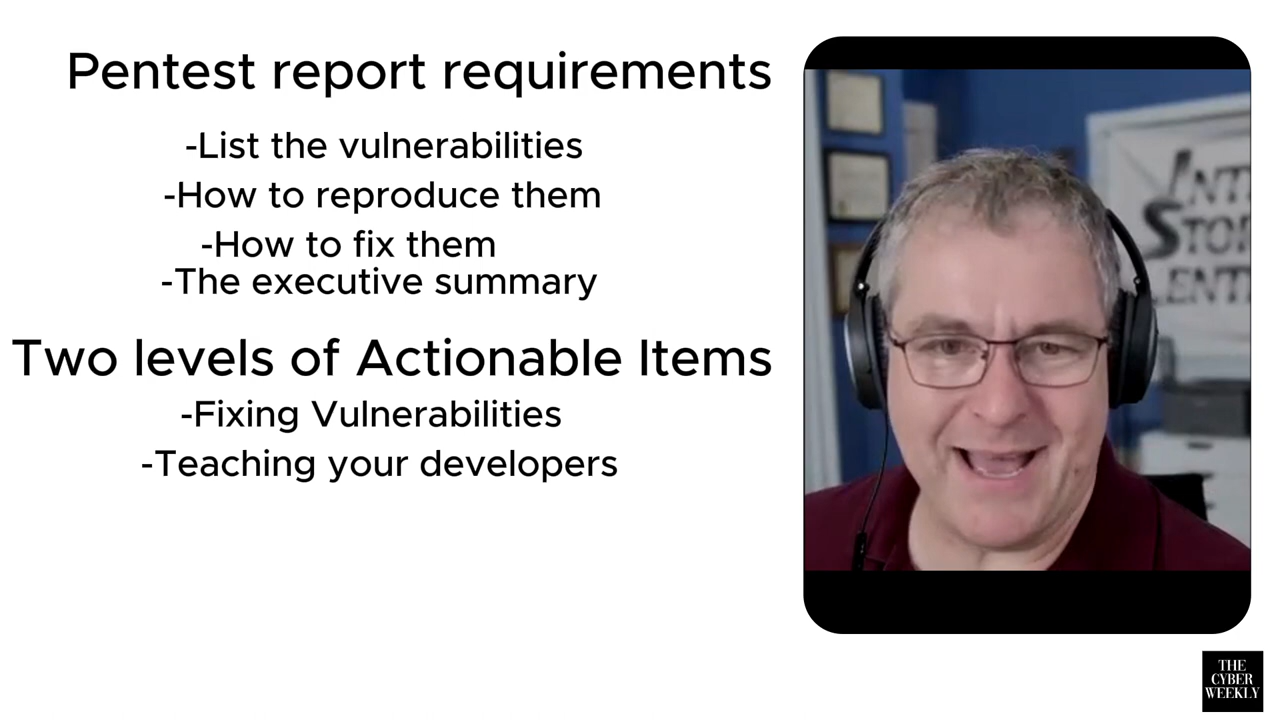 Pentest report requirements
-List the vulnerabilities
-How to reproduce them
-How to fix them
-The executive summary
Two levels of Actionable Items
-Fixing Vulnerabilities
-Teaching your developers
THE
CYBER
WEEKLY